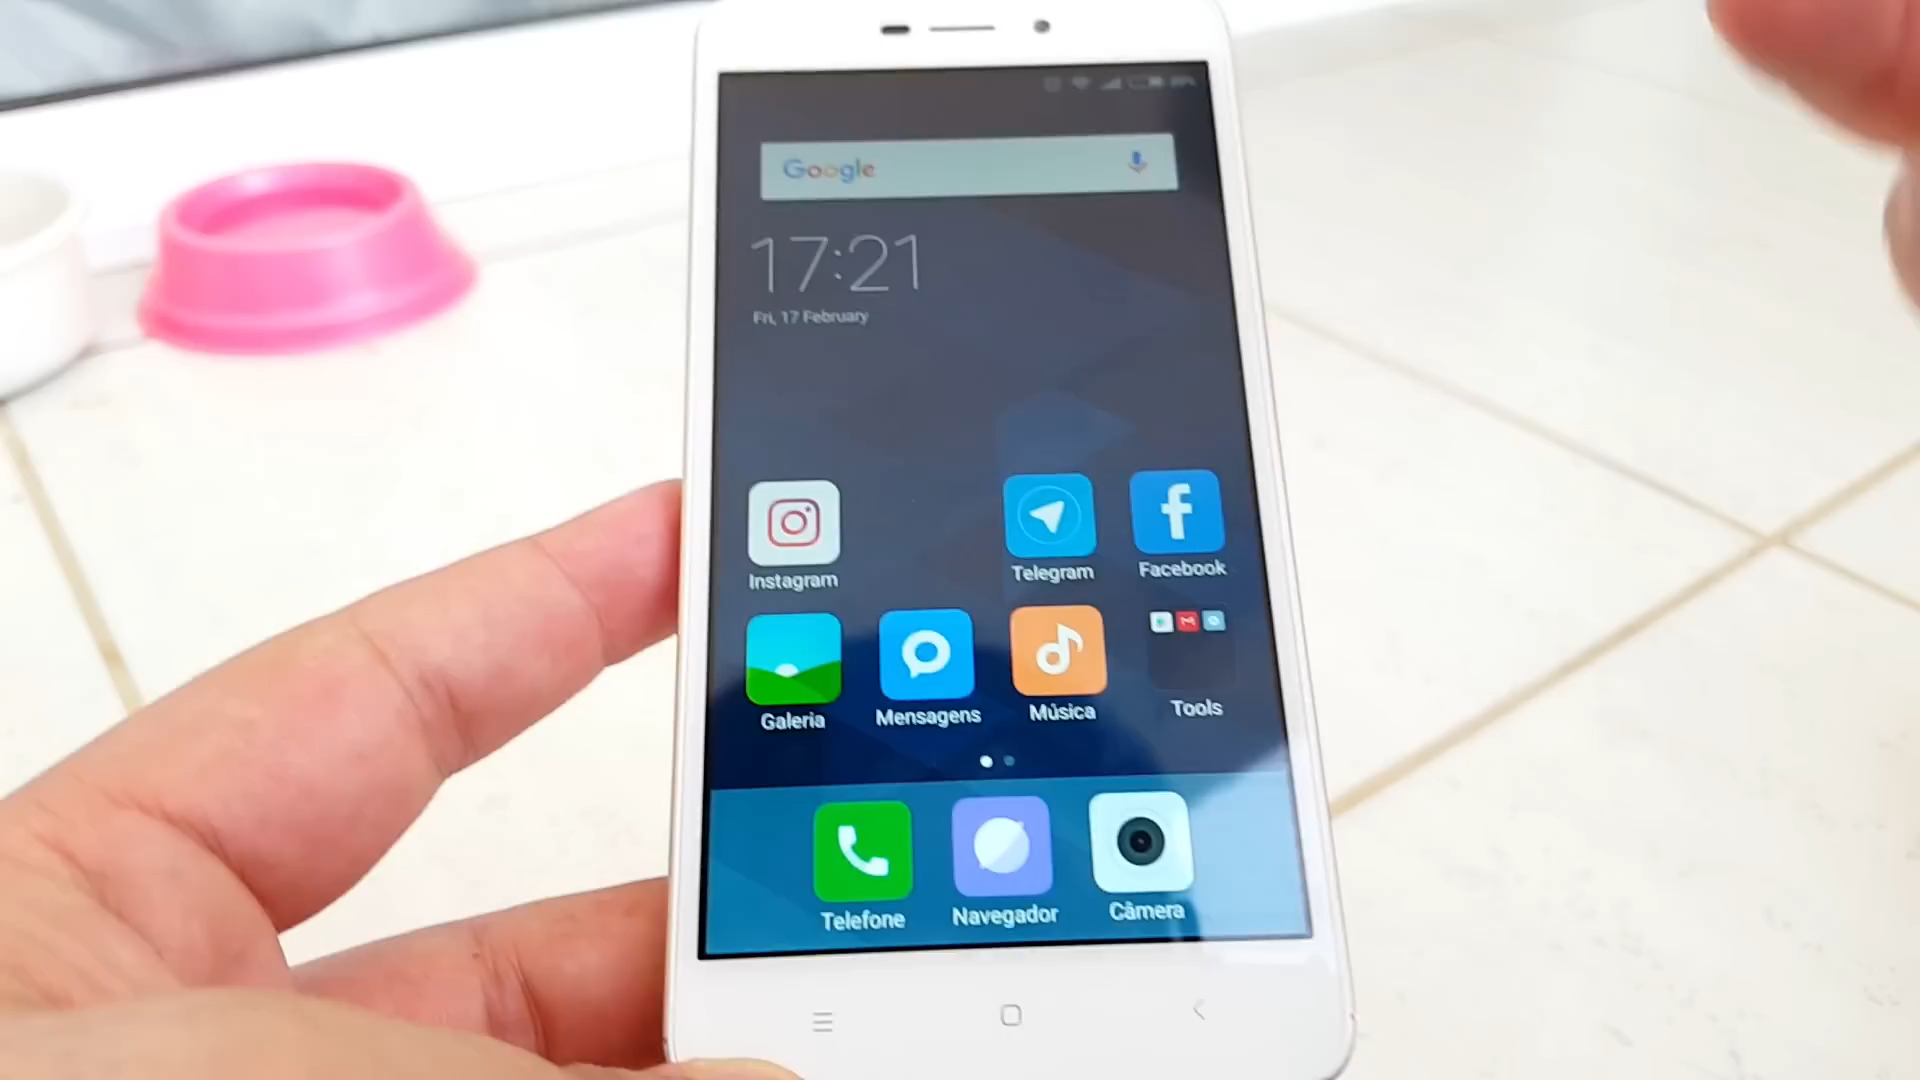 Google
17:21
Fri, 17 February
Instagram
Telegram
Facebook
Galeria
Mensagens
Música
Tools
Telefone
Navegador
Câmera